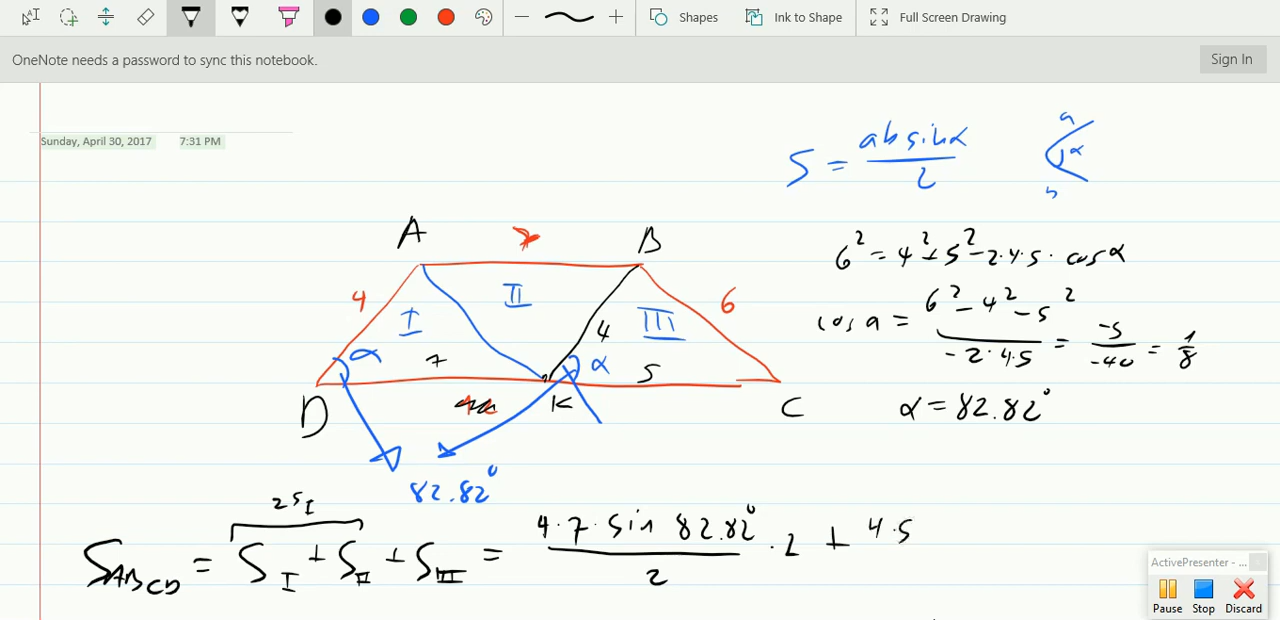 Shapes Ink to Shape Full Screen Drawing
OneNote needs a password to sync this notebook. Sign In
Sunday, April 30, 2017 7:31 PM
S = ab sin α / 2
a
α
b
A B
6² = 4² + 5² - 2·4·5 · cos α
4 I II 4 III 6
cos α = 6² - 4² - 5² / -2·4·5 = -5 / -40 = 1/8
α 7 α 5
D K C
α = 82.82°
82.82°
2S_I
S_ABCD = S_I + S_II + S_III = 4·7·sin 82.82° / 2 · 2 + 4·5
ActivePresenter - ...
Pause Stop Discard